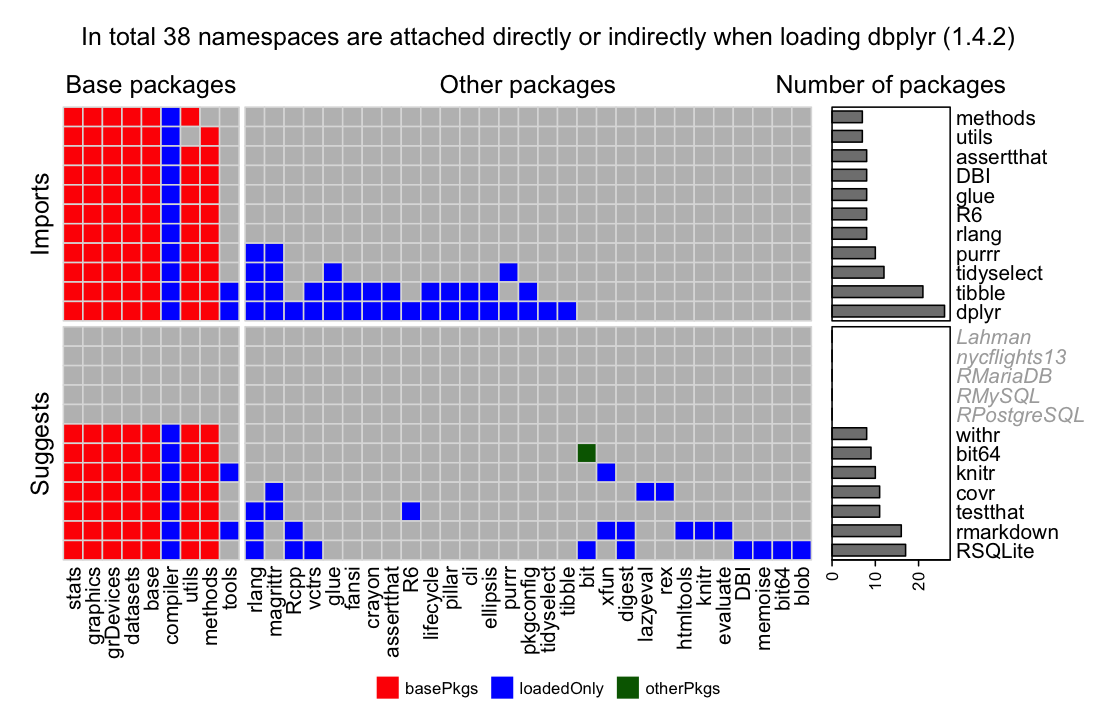 In total 38 namespaces are attached directly or indirectly when loading dbplyr (1.4.2)
Base packages
Other packages
Number of packages
Imports
methods
utils
assertthat
DBI
glue
R6
rlang
purrr
tidyselect
tibble
dplyr
Suggests
Lahman
nycflights13
RMariaDB
RMySQL
RPostgreSQL
withr
bit64
knitr
covr
testthat
rmarkdown
RSQLite
stats
graphics
grDevices
datasets
base
compiler
utils
methods
tools
rlang
magrittr
Rcpp
vctrs
glue
fansi
crayon
assertthat
R6
lifecycle
pillar
cli
ellipsis
purrr
pkgconfig
tidyselect
tibble
bit
xfun
digest
lazyeval
rex
htmltools
knitr
evaluate
DBI
memoise
bit64
blob
0
10
20
basePkgs
loadedOnly
otherPkgs